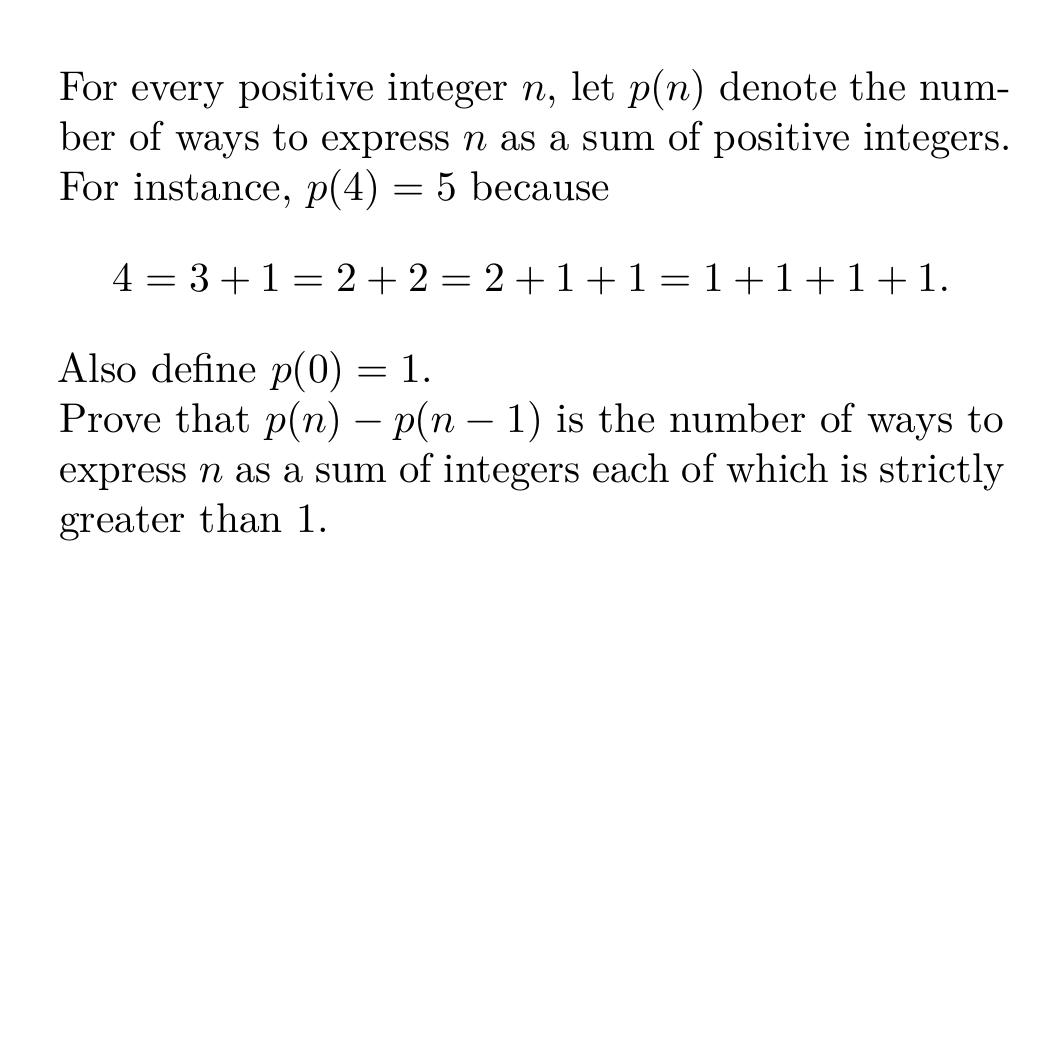 For every positive integer n, let p(n) denote the num-
ber of ways to express n as a sum of positive integers.
For instance, p(4) = 5 because
4 = 3 + 1 = 2 + 2 = 2 + 1 + 1 = 1 + 1 + 1 + 1.
Also define p(0) = 1.
Prove that p(n) − p(n − 1) is the number of ways to
express n as a sum of integers each of which is strictly
greater than 1.